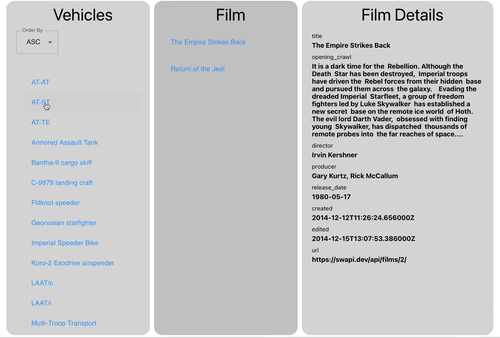 Vehicles
Order By
ASC
AT-AT
AT-ST
AT-TE
Armored Assault Tank
Bantha-II cargo skiff
C-9979 landing craft
Flitknot speeder
Geonosian starfighter
Imperial Speeder Bike
Koro-2 Exodrive airspeeder
LAAT/c
LAAT/i
Multi-Troop Transport
Film
The Empire Strikes Back
Return of the Jedi
Film Details
title
The Empire Strikes Back
opening_crawl
It is a dark time for the Rebellion. Although the
Death Star has been destroyed, Imperial troops
have driven the Rebel forces from their hidden base
and pursued them across the galaxy. Evading the
dreaded Imperial Starfleet, a group of freedom
fighters led by Luke Skywalker has established a
new secret base on the remote ice world of Hoth.
The evil lord Darth Vader, obsessed with finding
young Skywalker, has dispatched thousands of
remote probes into the far reaches of space....
director
Irvin Kershner
producer
Gary Kurtz, Rick McCallum
release_date
1980-05-17
created
2014-12-12T11:26:24.656000Z
edited
2014-12-15T13:07:53.386000Z
url
https://swapi.dev/api/films/2/